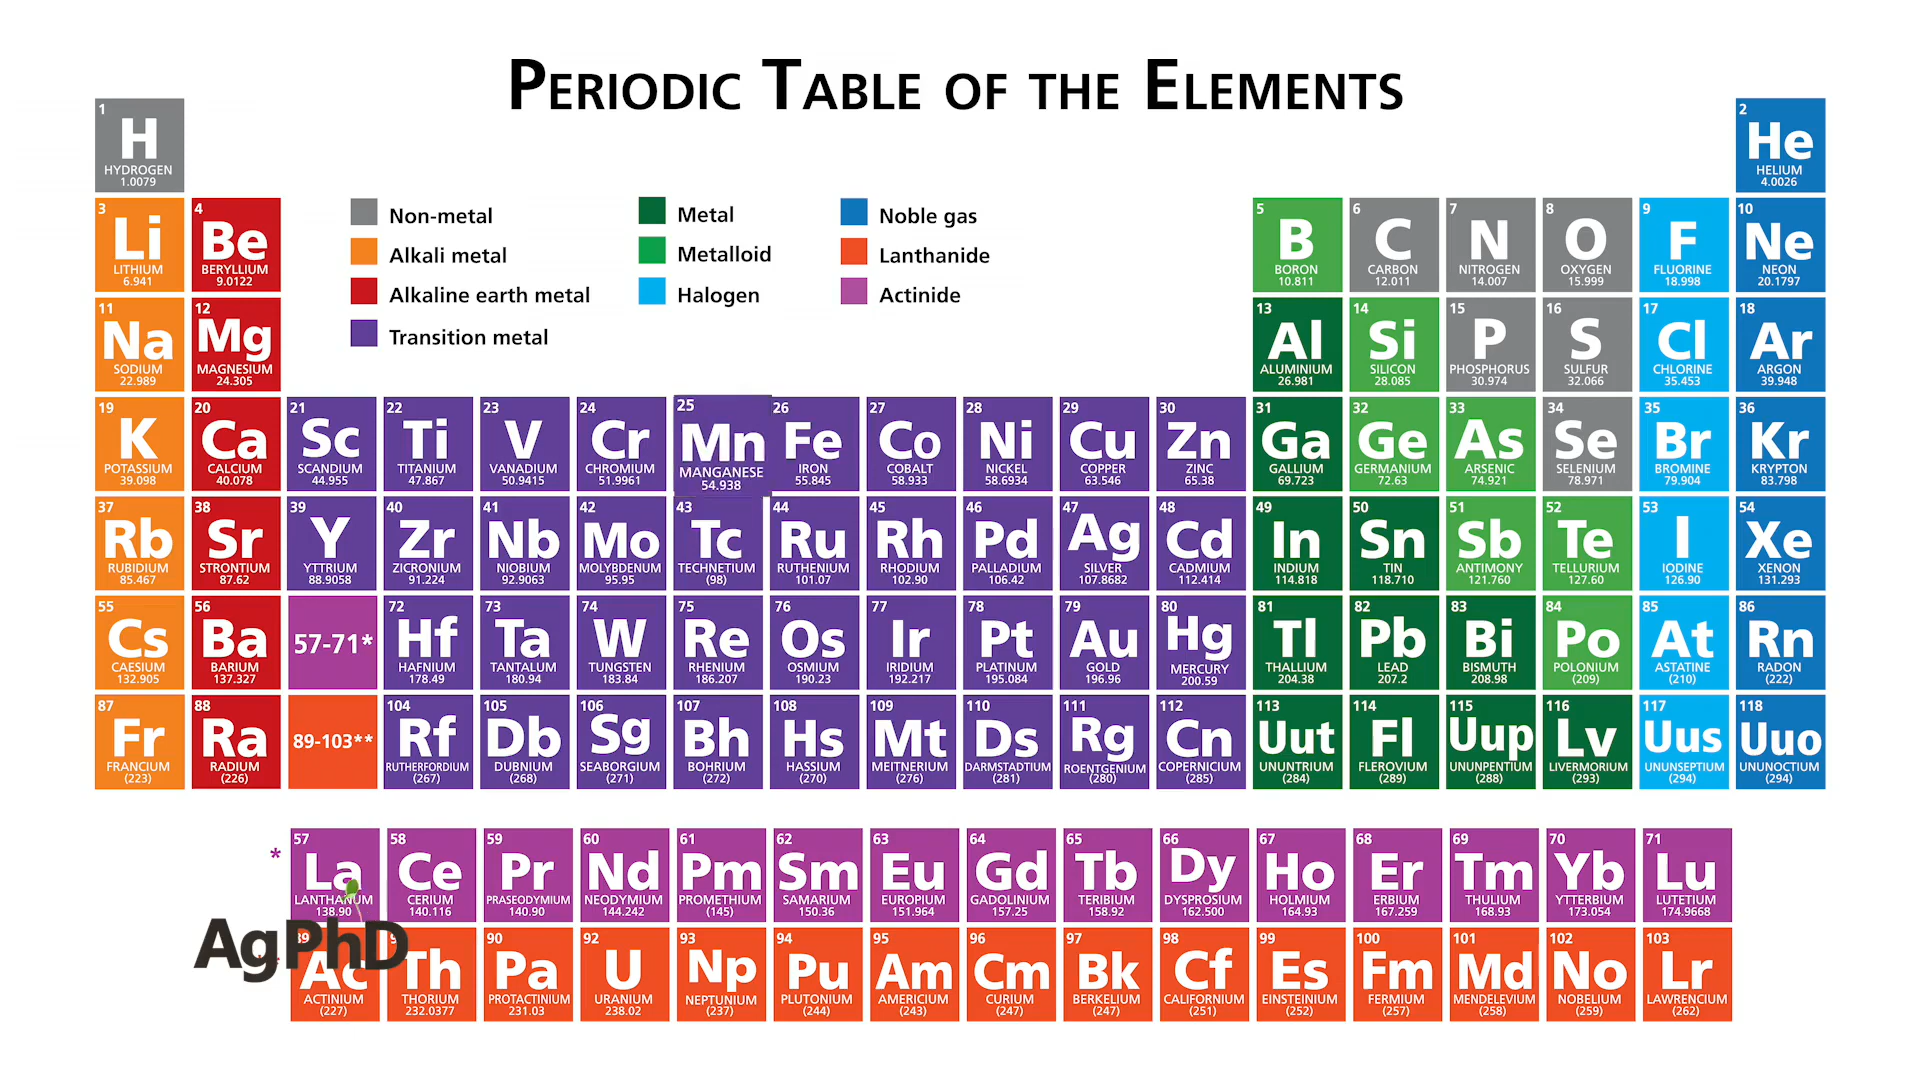 PERIODIC TABLE OF THE ELEMENTS
1 H HYDROGEN 1.0079
2 He HELIUM 4.0026
Non-metal
Alkali metal
Alkaline earth metal
Transition metal
Metal
Metalloid
Halogen
Noble gas
Lanthanide
Actinide
3 Li LITHIUM 6.941
4 Be BERYLLIUM 9.0122
5 B BORON 10.811
6 C CARBON 12.011
7 N NITROGEN 14.007
8 O OXYGEN 15.999
9 F FLUORINE 18.998
10 Ne NEON 20.1797
11 Na SODIUM 22.989
12 Mg MAGNESIUM 24.305
13 Al ALUMINIUM 26.981
14 Si SILICON 28.085
15 P PHOSPHORUS 30.974
16 S SULFUR 32.066
17 Cl CHLORINE 35.453
18 Ar ARGON 39.948
19 K POTASSIUM 39.098
20 Ca CALCIUM 40.078
21 Sc SCANDIUM 44.955
22 Ti TITANIUM 47.867
23 V VANADIUM 50.9415
24 Cr CHROMIUM 51.9961
25 Mn MANGANESE 54.938
26 Fe IRON 55.845
27 Co COBALT 58.933
28 Ni NICKEL 58.6934
29 Cu COPPER 63.546
30 Zn ZINC 65.38
31 Ga GALLIUM 69.723
32 Ge GERMANIUM 72.63
33 As ARSENIC 74.921
34 Se SELENIUM 78.971
35 Br BROMINE 79.904
36 Kr KRYPTON 83.798
37 Rb RUBIDIUM 85.467
38 Sr STRONTIUM 87.62
39 Y YTTRIUM 88.9058
40 Zr ZICRONIUM 91.224
41 Nb NIOBIUM 92.9063
42 Mo MOLYBDENUM 95.95
43 Tc TECHNETIUM (98)
44 Ru RUTHENIUM 101.07
45 Rh RHODIUM 102.90
46 Pd PALLADIUM 106.42
47 Ag SILVER 107.8682
48 Cd CADMIUM 112.414
49 In INDIUM 114.818
50 Sn TIN 118.710
51 Sb ANTIMONY 121.760
52 Te TELLURIUM 127.60
53 I IODINE 126.90
54 Xe XENON 131.293
55 Cs CAESIUM 132.905
56 Ba BARIUM 137.327
57-71*
72 Hf HAFNIUM 178.49
73 Ta TANTALUM 180.94
74 W TUNGSTEN 183.84
75 Re RHENIUM 186.207
76 Os OSMIUM 190.23
77 Ir IRIDIUM 192.217
78 Pt PLATINUM 195.084
79 Au GOLD 196.96
80 Hg MERCURY 200.59
81 Tl THALLIUM 204.38
82 Pb LEAD 207.2
83 Bi BISMUTH 208.98
84 Po POLONIUM (209)
85 At ASTATINE (210)
86 Rn RADON (222)
87 Fr FRANCIUM (223)
88 Ra RADIUM (226)
89-103**
104 Rf RUTHERFORDIUM (267)
105 Db DUBNIUM (268)
106 Sg SEABORGIUM (271)
107 Bh BOHRIUM (272)
108 Hs HASSIUM (270)
109 Mt MEITNERIUM (276)
110 Ds DARMSTADTIUM (281)
111 Rg ROENTGENIUM (280)
112 Cn COPERNICIUM (285)
113 Uut UNUNTRIUM (284)
114 Fl FLEROVIUM (289)
115 Uup UNUNPENTIUM (288)
116 Lv LIVERMORIUM (293)
117 Uus UNUNSEPTIUM (294)
118 Uuo UNUNOCTIUM (294)
*
57 La LANTHANUM 138.90
58 Ce CERIUM 140.116
59 Pr PRASEODYMIUM 140.90
60 Nd NEODYMIUM 144.242
61 Pm PROMETHIUM (145)
62 Sm SAMARIUM 150.36
63 Eu EUROPIUM 151.964
64 Gd GADOLINIUM 157.25
65 Tb TERIBIUM 158.92
66 Dy DYSPROSIUM 162.500
67 Ho HOLMIUM 164.93
68 Er ERBIUM 167.259
69 Tm THULIUM 168.93
70 Yb YTTERBIUM 173.054
71 Lu LUTETIUM 174.9668
AgPhD
89 Ac ACTINIUM (227)
Th THORIUM 232.0377
90 Pa PROTACTINIUM 231.03
92 U URANIUM 238.02
93 Np NEPTUNIUM (237)
94 Pu PLUTONIUM (244)
95 Am AMERICIUM (243)
96 Cm CURIUM (247)
97 Bk BERKELIUM (247)
98 Cf CALIFORNIUM (251)
99 Es EINSTEINIUM (252)
100 Fm FERMIUM (257)
101 Md MENDELEVIUM (258)
102 No NOBELIUM (259)
103 Lr LAWRENCIUM (262)